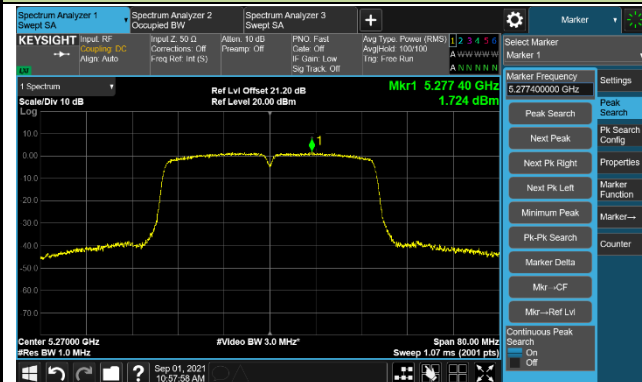 Spectrum Analyzer 1
Swept SA
Spectrum Analyzer 2
Occupied BW
Spectrum Analyzer 3
Swept SA
+
Marker
KEYSIGHT
Input: RF
Coupling: DC
Align: Auto
Input Z: 50 Ω
Corrections: Off
Freq Ref: Int (S)
Atten: 10 dB
Preamp: Off
PNO: Fast
Gate: Off
IF Gain: Low
Sig Track: Off
Avg Type: Power (RMS)
Avg|Hold: 100/100
Trig: Free Run
1 2 3 4 5 6
A W W W W W
A N N N N N
Select Marker
Marker 1
1 Spectrum
Scale/Div 10 dB
Log
Ref Lvl Offset 21.20 dB
Ref Level 20.00 dBm
Mkr1 5.277 40 GHz
1.724 dBm
10.0
0.00
-10.0
-20.0
-30.0
-40.0
-50.0
-60.0
-70.0
1
Center 5.27000 GHz
#Res BW 1.0 MHz
#Video BW 3.0 MHz*
Span 80.00 MHz
Sweep 1.07 ms (2001 pts)
Marker Frequency
5.277400000 GHz
Peak Search
Next Peak
Next Pk Right
Next Pk Left
Minimum Peak
Pk-Pk Search
Marker Delta
Mkr→CF
Mkr→Ref Lvl
Continuous Peak
Search
On
Off
Settings
Peak
Search
Pk Search
Config
Properties
Marker
Function
Marker→
Counter
Sep 01, 2021
10:57:58 AM